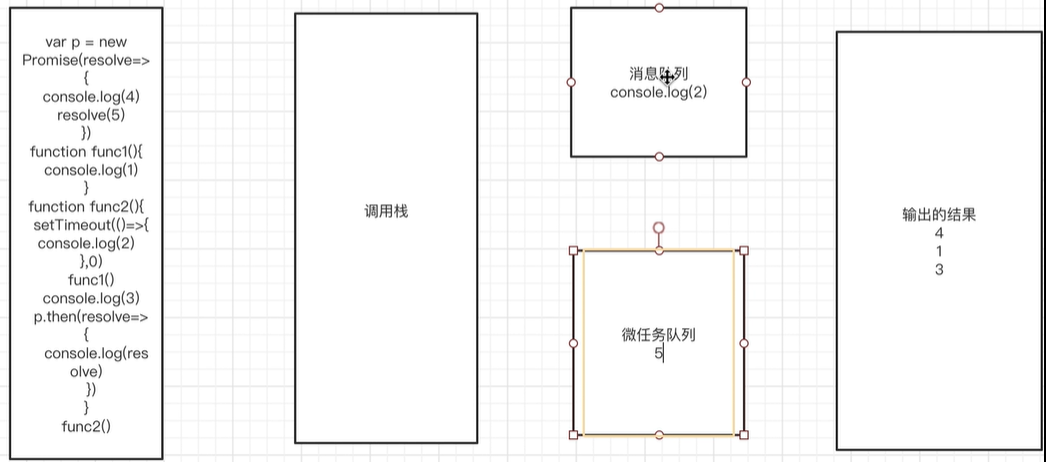 var p = new
Promise(resolve=>
{
console.log(4)
resolve(5)
})
function func1(){
console.log(1)
}
function func2(){
setTimeout(()=>{
console.log(2)
},0)
func1()
console.log(3)
p.then(resolve=>
{
console.log(res
olve)
})
}
func2()
调用栈
消息队列
console.log(2)
微任务队列
5
输出的结果
4
1
3